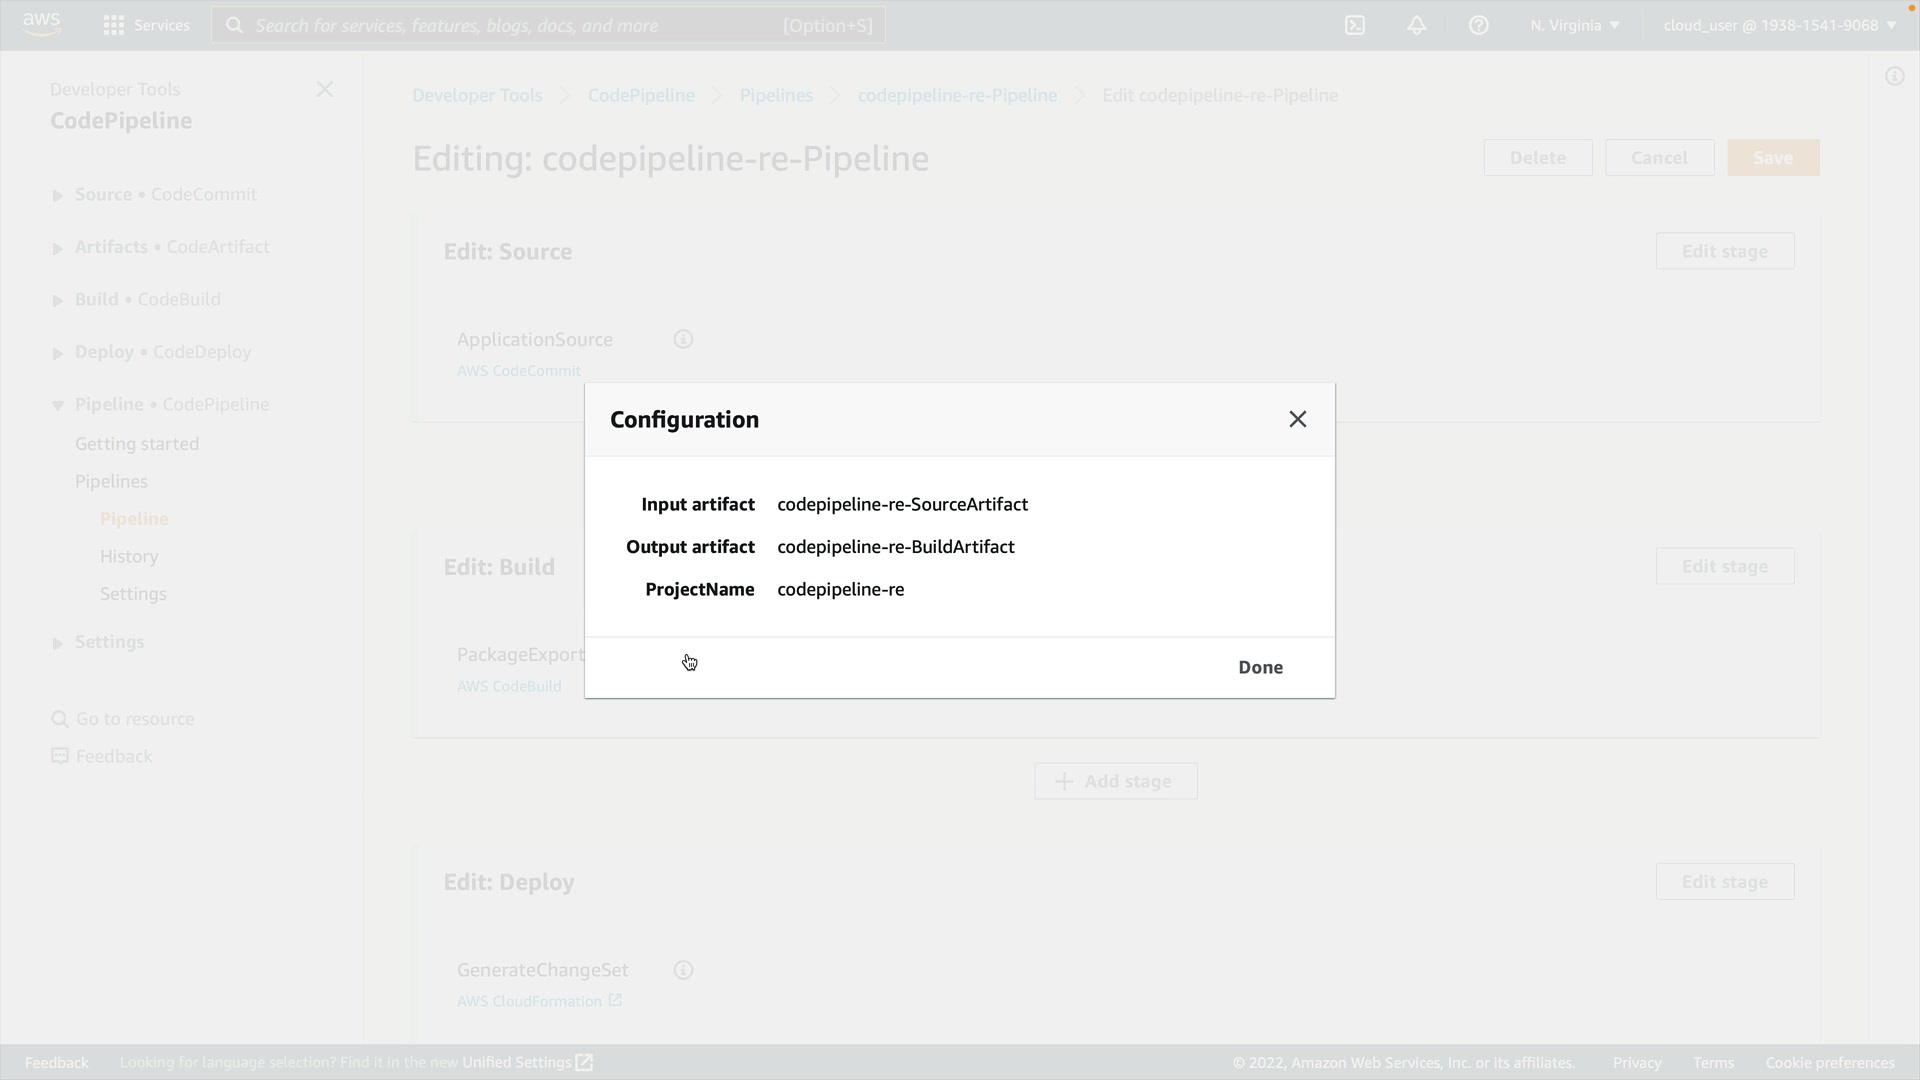 aws
Services
Search for services, features, blogs, docs, and more
[Option+S]
N. Virginia
cloud_user @ 1938-1541-9068
Developer Tools
CodePipeline
Source • CodeCommit
Artifacts • CodeArtifact
Build • CodeBuild
Deploy • CodeDeploy
Pipeline • CodePipeline
Getting started
Pipelines
Pipeline
History
Settings
Settings
Go to resource
Feedback
Developer Tools
CodePipeline
Pipelines
codepipeline-re-Pipeline
Edit codepipeline-re-Pipeline
Editing: codepipeline-re-Pipeline
Delete
Cancel
Save
Edit: Source
Edit stage
ApplicationSource
AWS CodeCommit
Configuration
Input artifact codepipeline-re-SourceArtifact
Output artifact codepipeline-re-BuildArtifact
ProjectName codepipeline-re
Done
Edit: Build
Edit stage
PackageExport
AWS CodeBuild
Add stage
Edit: Deploy
Edit stage
GenerateChangeSet
AWS CloudFormation
Feedback
Looking for language selection? Find it in the new Unified Settings
© 2022, Amazon Web Services, Inc. or its affiliates.
Privacy
Terms
Cookie preferences